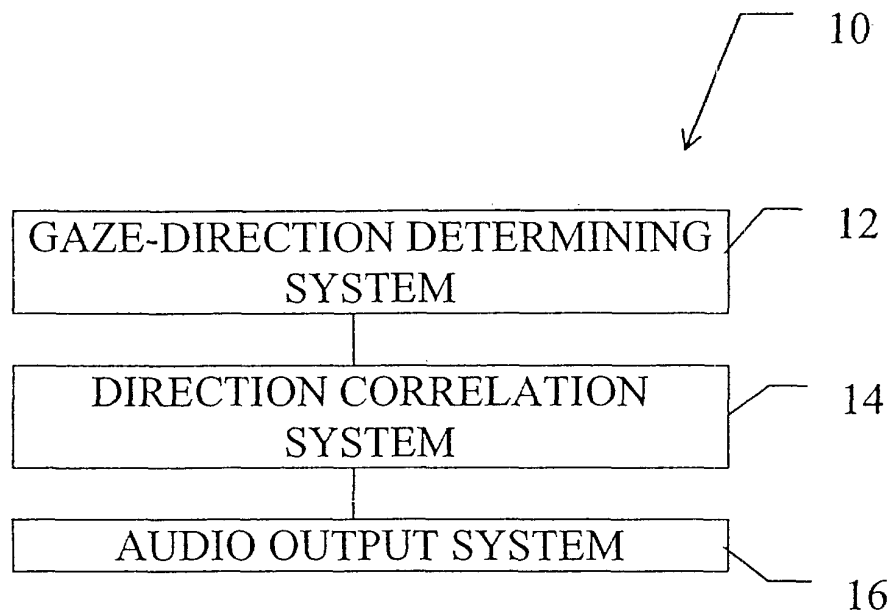 10
GAZE-DIRECTION DETERMINING
SYSTEM
12
DIRECTION CORRELATION
SYSTEM
14
AUDIO OUTPUT SYSTEM
16